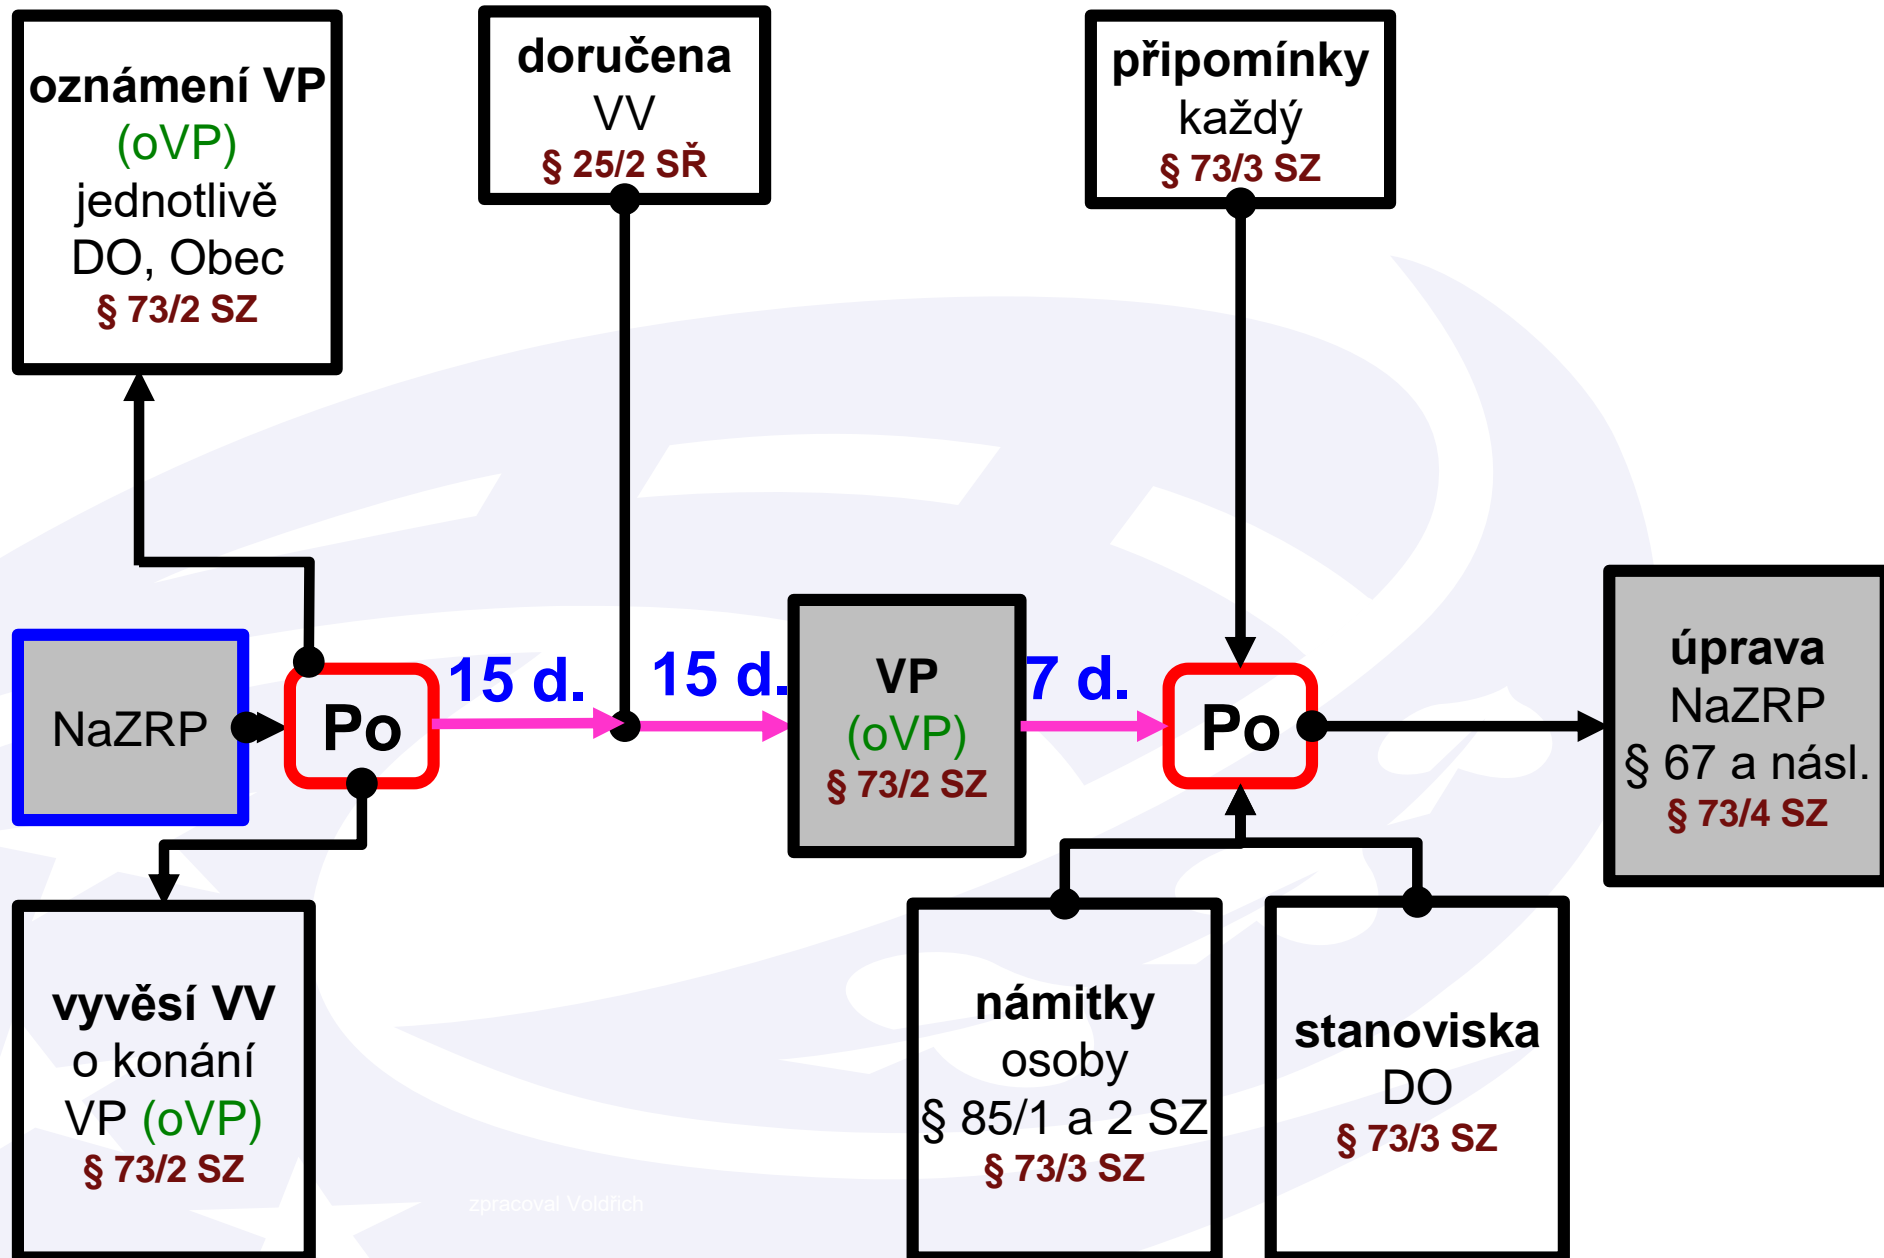 oznámení VP
(oVP)
jednotlivě
DO, Obec
§ 73/2 SZ
doručena
VV
§ 25/2 SŘ
připomínky
každý
§ 73/3 SZ
NaZRP
Po
15 d.
15 d.
VP
(oVP)
§ 73/2 SZ
7 d.
Po
úprava
NaZRP
§ 67 a násl.
§ 73/4 SZ
vyvěsí VV
o konání
VP (oVP)
§ 73/2 SZ
námitky
osoby
§ 85/1 a 2 SZ
§ 73/3 SZ
stanoviska
DO
§ 73/3 SZ
zpracoval Voldřich